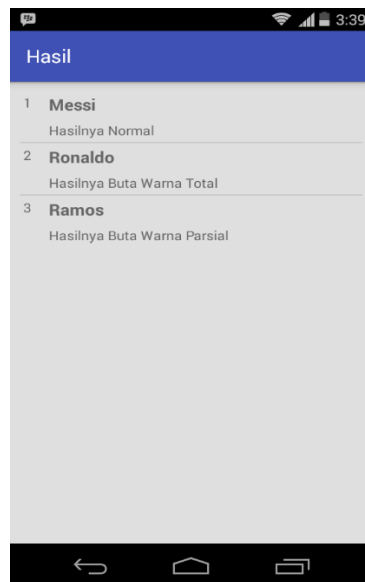 3:39
Hasil
1 Messi
Hasilnya Normal
2 Ronaldo
Hasilnya Buta Warna Total
3 Ramos
Hasilnya Buta Warna Parsial